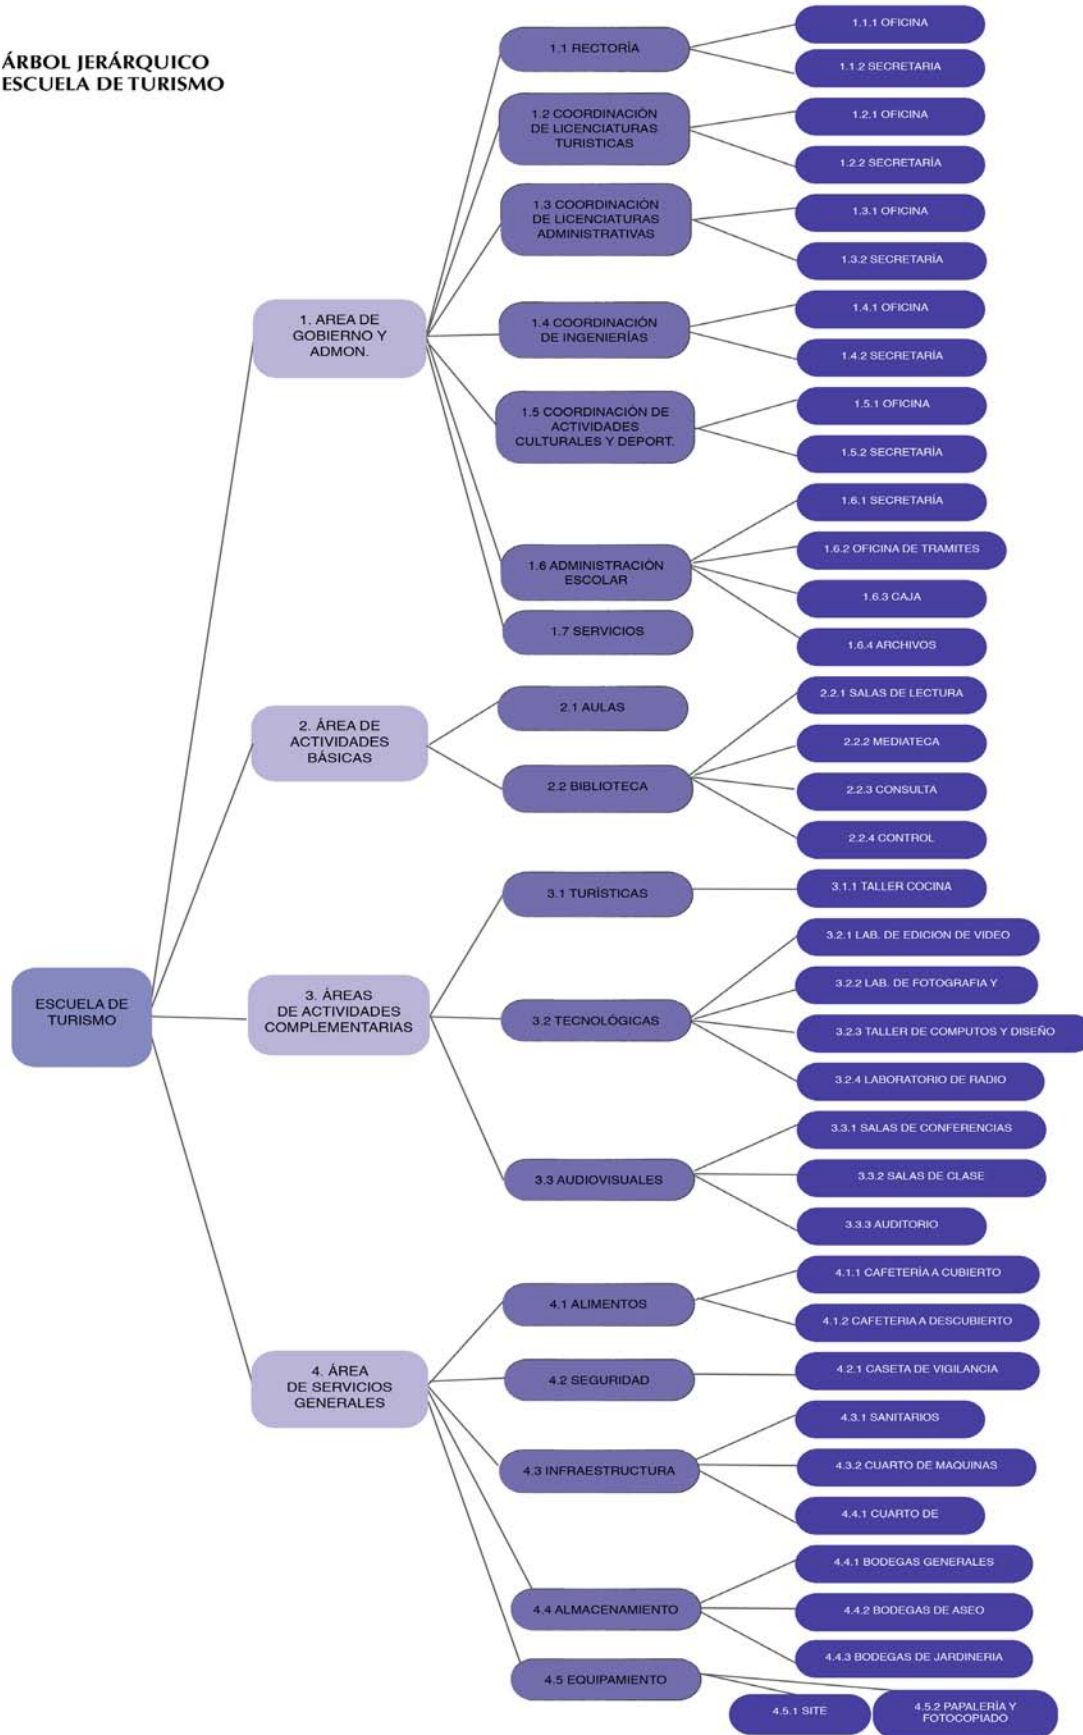 ÁRBOL JERÁRQUICO
ESCUELA DE TURISMO
ESCUELA DE
TURISMO
1. AREA DE
GOBIERNO Y
ADMON.
1.1 RECTORÍA
1.1.1 OFICINA
1.1.2 SECRETARIA
1.2 COORDINACIÓN
DE LICENCIATURAS
TURISTICAS
1.2.1 OFICINA
1.2.2 SECRETARÍA
1.3 COORDINACIÓN
DE LICENCIATURAS
ADMINISTRATIVAS
1.3.1 OFICINA
1.3.2 SECRETARÍA
1.4 COORDINACIÓN
DE INGENIERÍAS
1.4.1 OFICINA
1.4.2 SECRETARÍA
1.5 COORDINACIÓN DE
ACTIVIDADES
CULTURALES Y DEPORT.
1.5.1 OFICINA
1.5.2 SECRETARÍA
1.6 ADMINISTRACIÓN
ESCOLAR
1.6.1 SECRETARÍA
1.6.2 OFICINA DE TRAMITES
1.6.3 CAJA
1.6.4 ARCHIVOS
1.7 SERVICIOS
2. ÁREA DE
ACTIVIDADES
BÁSICAS
2.1 AULAS
2.2 BIBLIOTECA
2.2.1 SALAS DE LECTURA
2.2.2 MEDIATECA
2.2.3 CONSULTA
2.2.4 CONTROL
3. ÁREAS
DE ACTIVIDADES
COMPLEMENTARIAS
3.1 TURÍSTICAS
3.1.1 TALLER COCINA
3.2 TECNOLÓGICAS
3.2.1 LAB. DE EDICION DE VIDEO
3.2.2 LAB. DE FOTOGRAFIA Y
3.2.3 TALLER DE COMPUTOS Y DISEÑO
3.2.4 LABORATORIO DE RADIO
3.3 AUDIOVISUALES
3.3.1 SALAS DE CONFERENCIAS
3.3.2 SALAS DE CLASE
3.3.3 AUDITORIO
4. ÁREA
DE SERVICIOS
GENERALES
4.1 ALIMENTOS
4.1.1 CAFETERÍA A CUBIERTO
4.1.2 CAFETERIA A DESCUBIERTO
4.2 SEGURIDAD
4.2.1 CASETA DE VIGILANCIA
4.3 INFRAESTRUCTURA
4.3.1 SANITARIOS
4.3.2 CUARTO DE MAQUINAS
4.4.1 CUARTO DE
4.4 ALMACENAMIENTO
4.4.1 BODEGAS GENERALES
4.4.2 BODEGAS DE ASEO
4.4.3 BODEGAS DE JARDINERIA
4.5 EQUIPAMIENTO
4.5.1 SITE
4.5.2 PAPALERÍA Y
FOTOCOPIADO